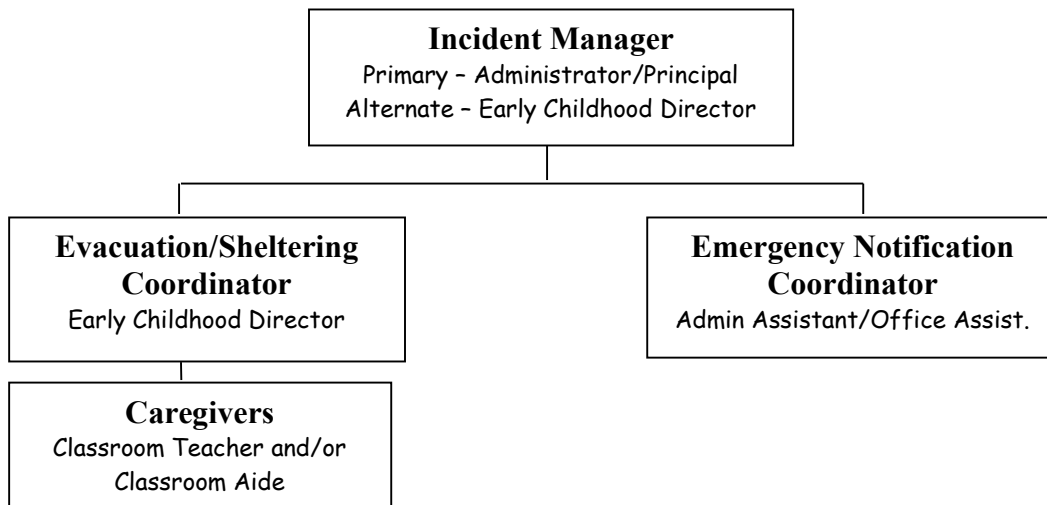 Incident Manager
Primary – Administrator/Principal
Alternate – Early Childhood Director
Evacuation/Sheltering
Coordinator
Early Childhood Director
Emergency Notification
Coordinator
Admin Assistant/Office Assist.
Caregivers
Classroom Teacher and/or
Classroom Aide